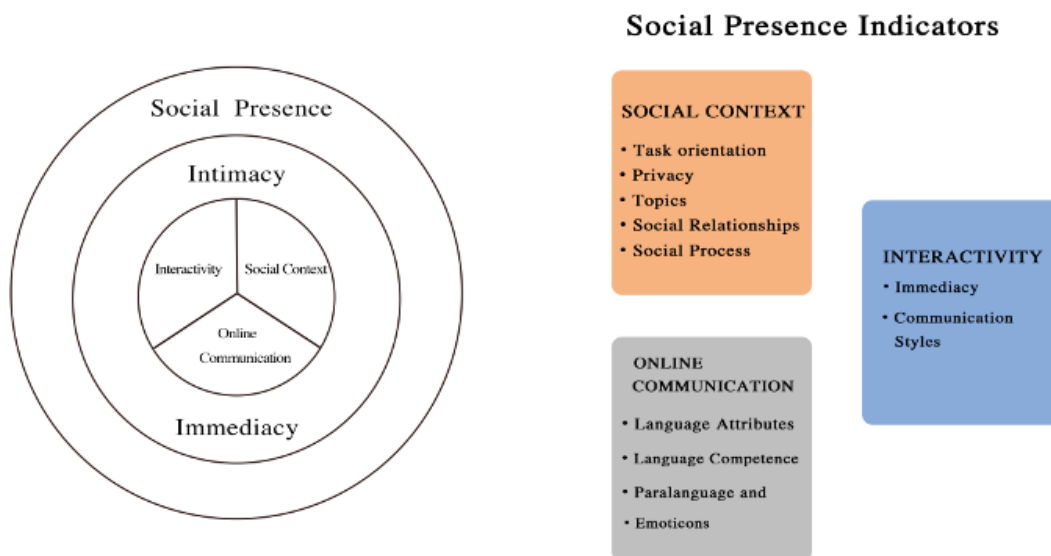 Social Presence
Intimacy
Interactivity
Social Context
Online
Communication
Immediacy
Social Presence Indicators
SOCIAL CONTEXT
• Task orientation
• Privacy
• Topics
• Social Relationships
• Social Process
ONLINE
COMMUNICATION
• Language Attributes
• Language Competence
• Paralanguage and
• Emoticons
INTERACTIVITY
• Immediacy
• Communication
Styles